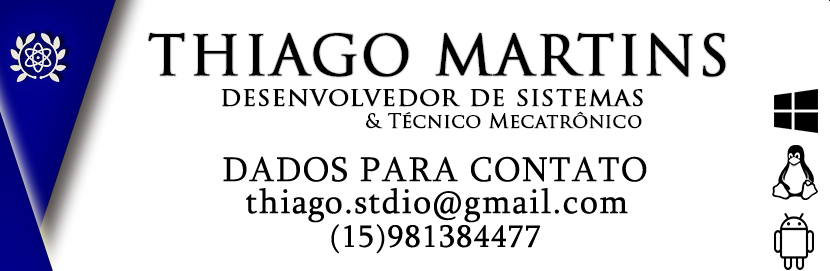 THIAGO MARTINS
DESENVOLVEDOR DE SISTEMAS
& TÉCNICO MECATRÔNICO
DADOS PARA CONTATO
thiago.stdio@gmail.com
(15)981384477